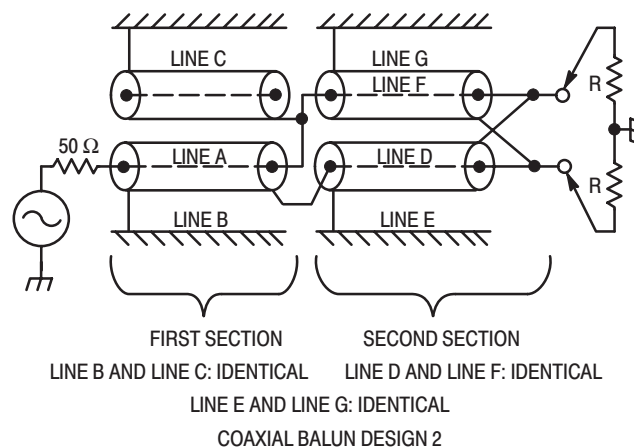 LINE C
LINE G
LINE F
50 Ω
LINE A
LINE D
R
R
LINE B
LINE E
FIRST SECTION
SECOND SECTION
LINE B AND LINE C: IDENTICAL
LINE D AND LINE F: IDENTICAL
LINE E AND LINE G: IDENTICAL
COAXIAL BALUN DESIGN 2